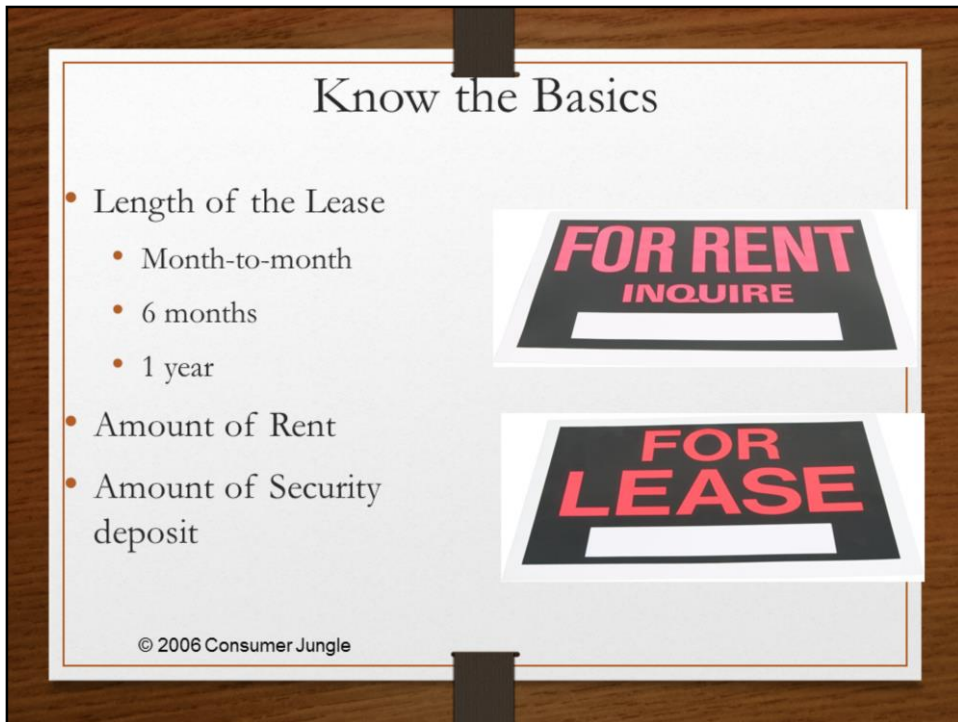 Know the Basics
Length of the Lease
Month-to-month
6 months
1 year
Amount of Rent
Amount of Security
deposit
FOR RENT
INQUIRE
FOR
LEASE
© 2006 Consumer Jungle